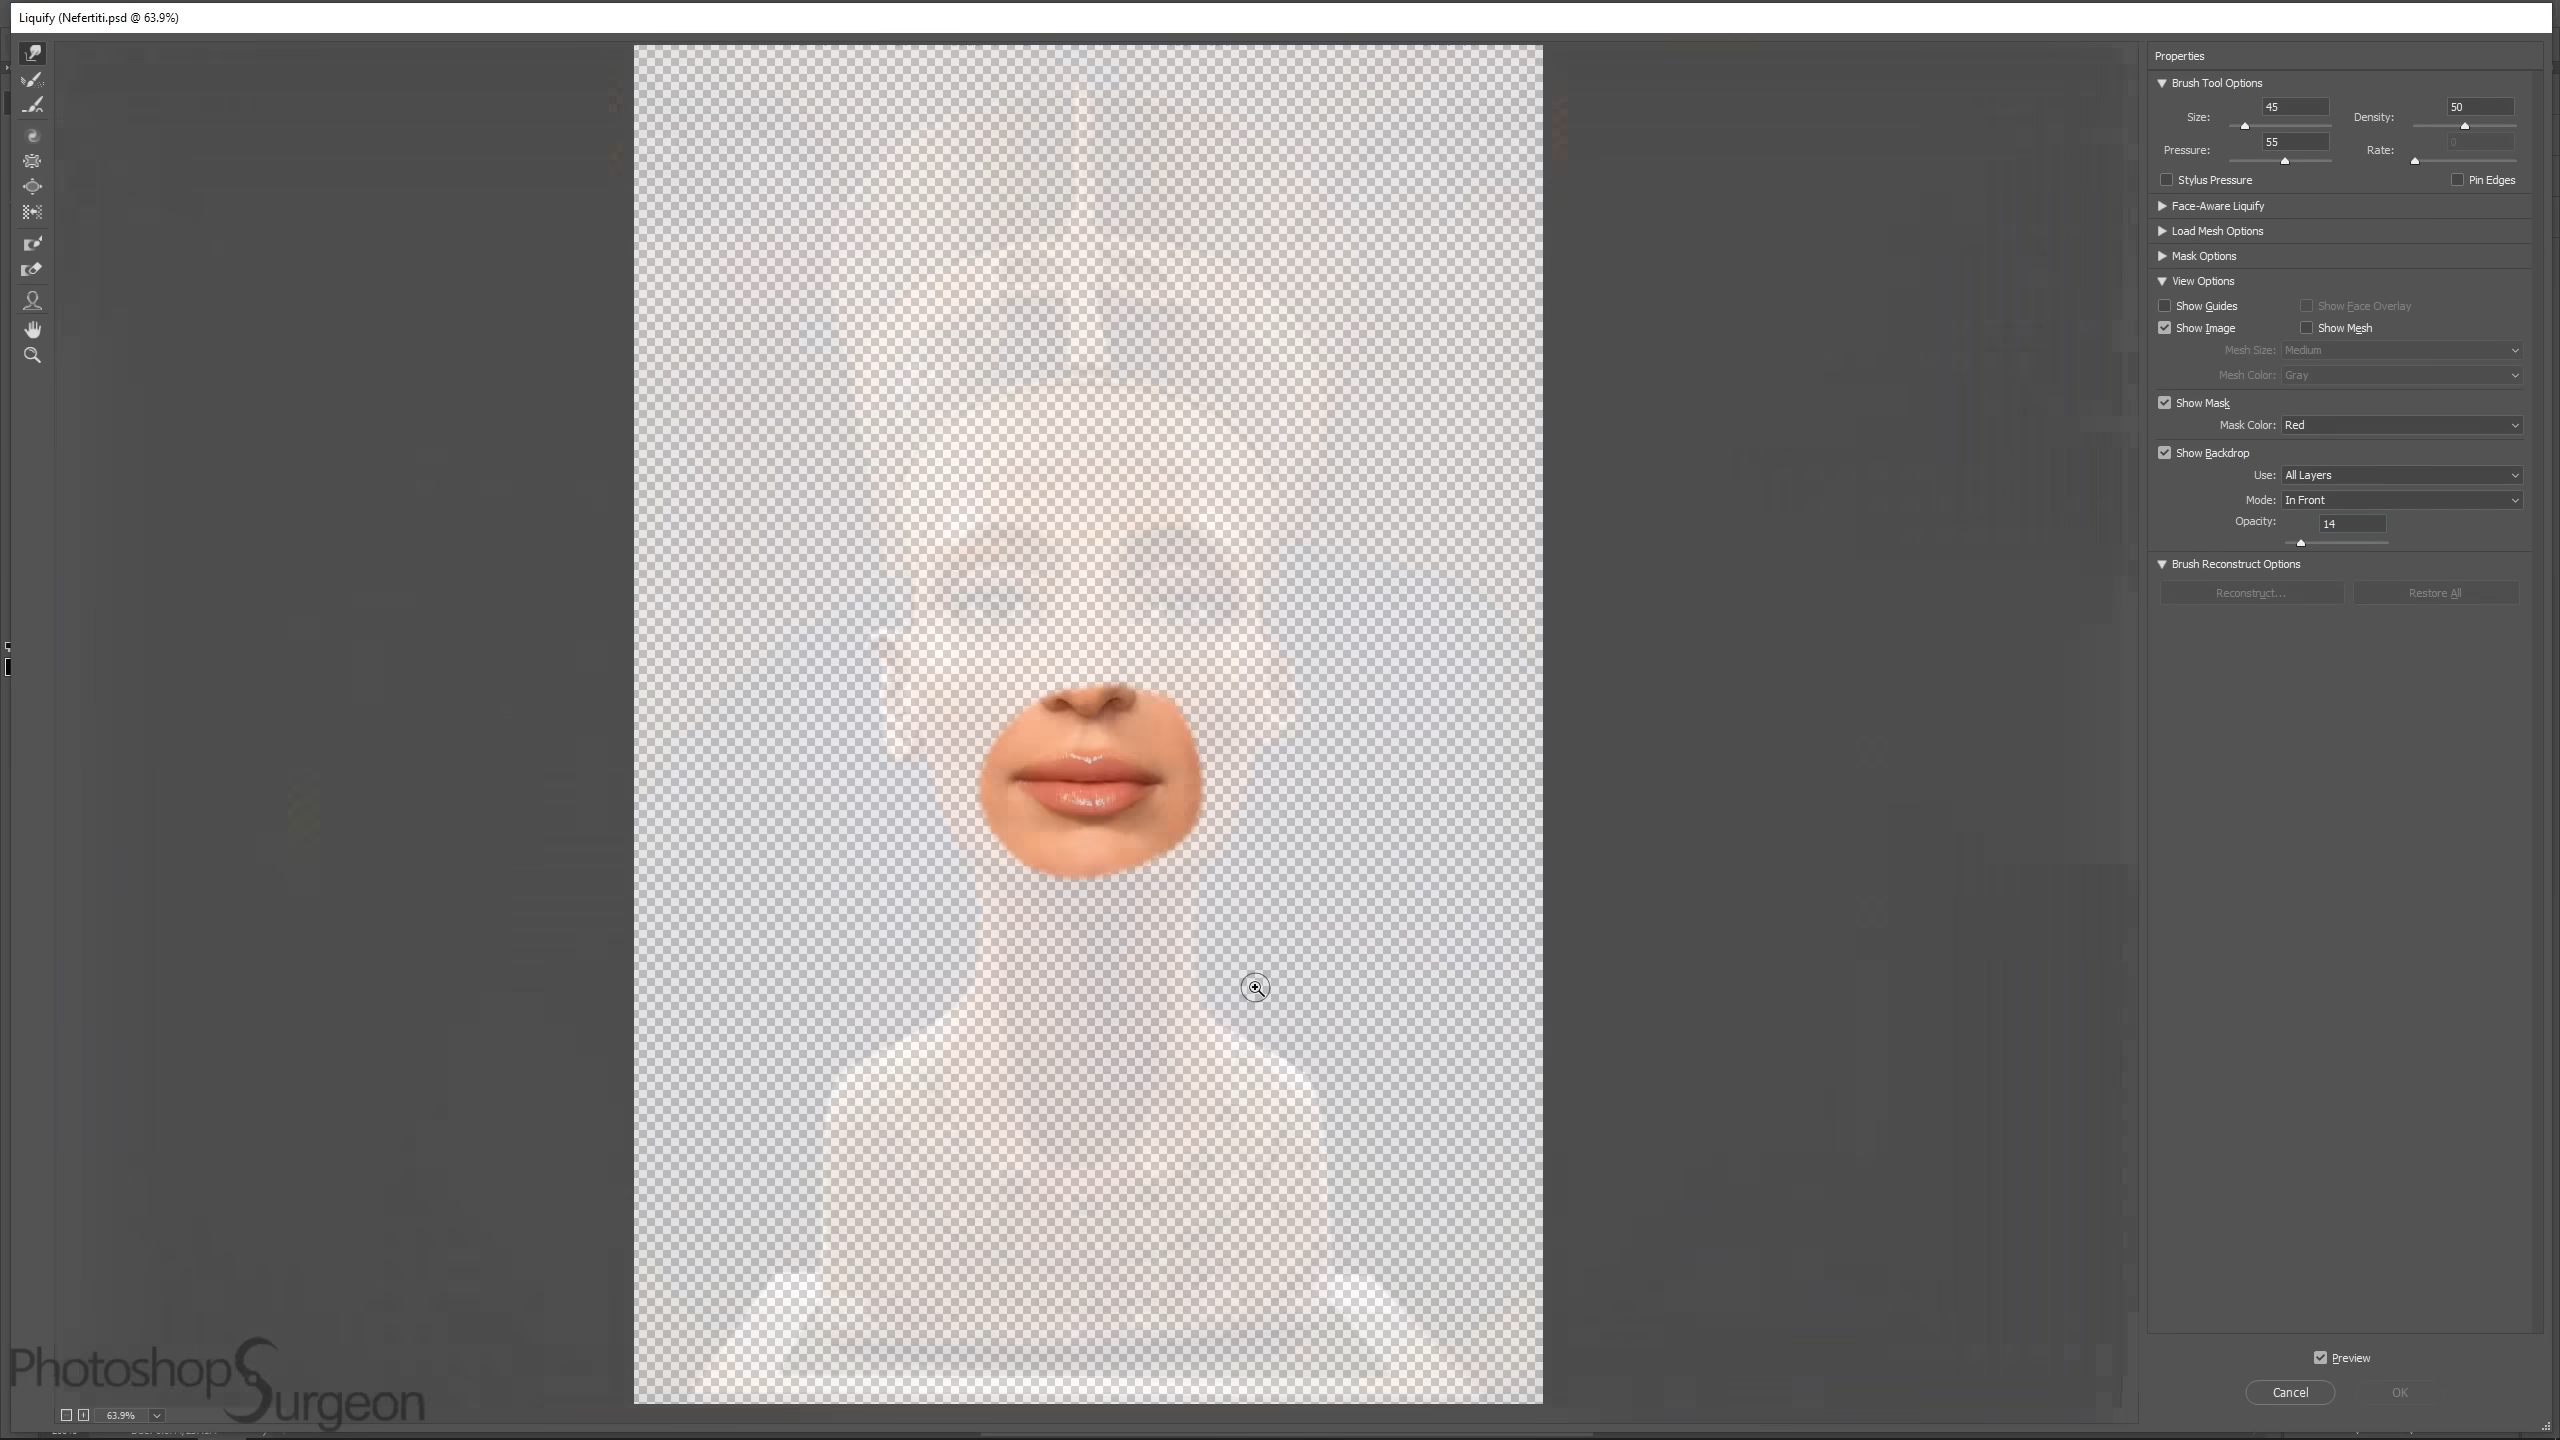 Liquify (Nefertiti.psd @ 63.9%)
Properties
Brush Tool Options
Size: 45 Density: 50
Pressure: 55 Rate: 0
Stylus Pressure Pin Edges
Face-Aware Liquify
Load Mesh Options
Mask Options
View Options
Show Guides Show Face Overlay
Show Image Show Mesh
Mesh Size: Medium
Mesh Color: Gray
Show Mask
Mask Color: Red
Show Backdrop
Use: All Layers
Mode: In Front
Opacity: 14
Brush Reconstruct Options
Reconstruct... Restore All
Preview
Cancel OK
Photoshop Surgeon
63.9%